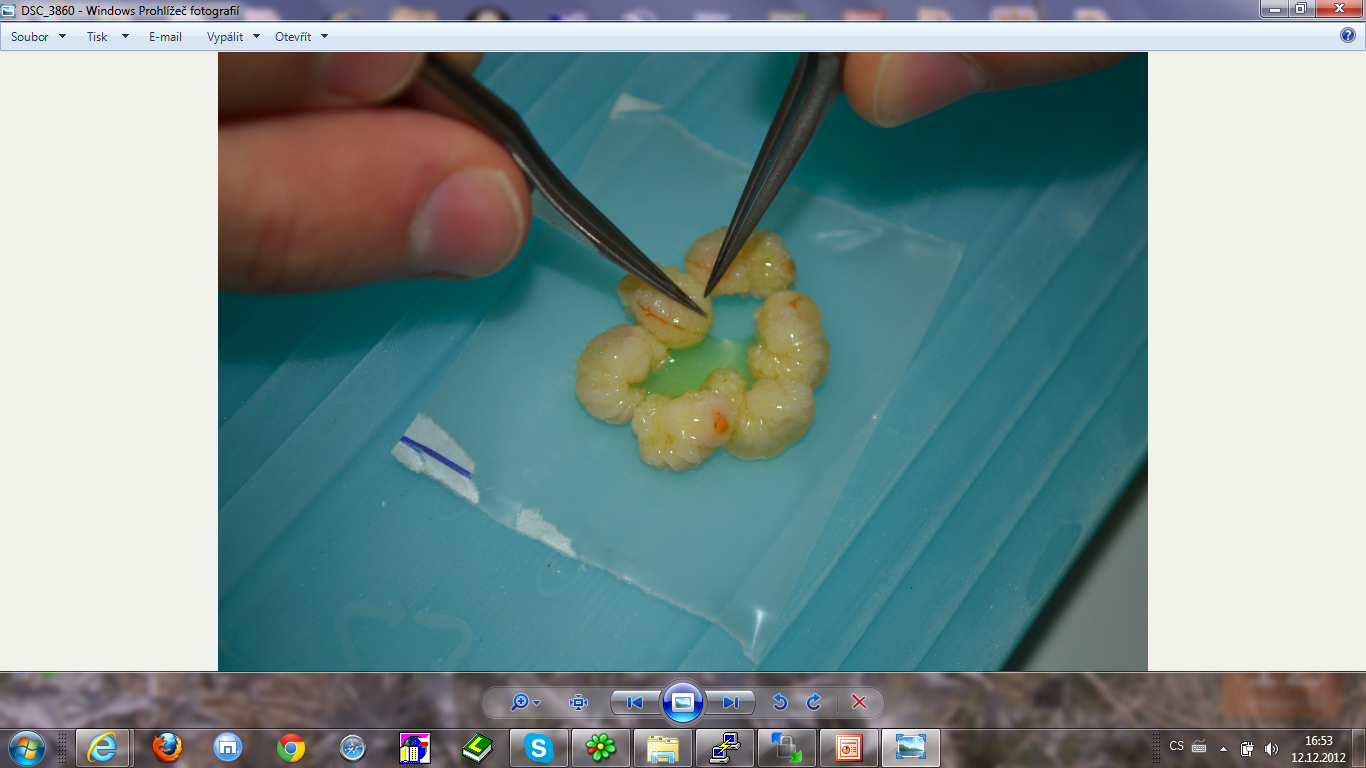 DSC_3860 - Windows Prohlížeč fotografií
Soubor Tisk E-mail Vypálit Otevřít
CS
16:53
12.12.2012